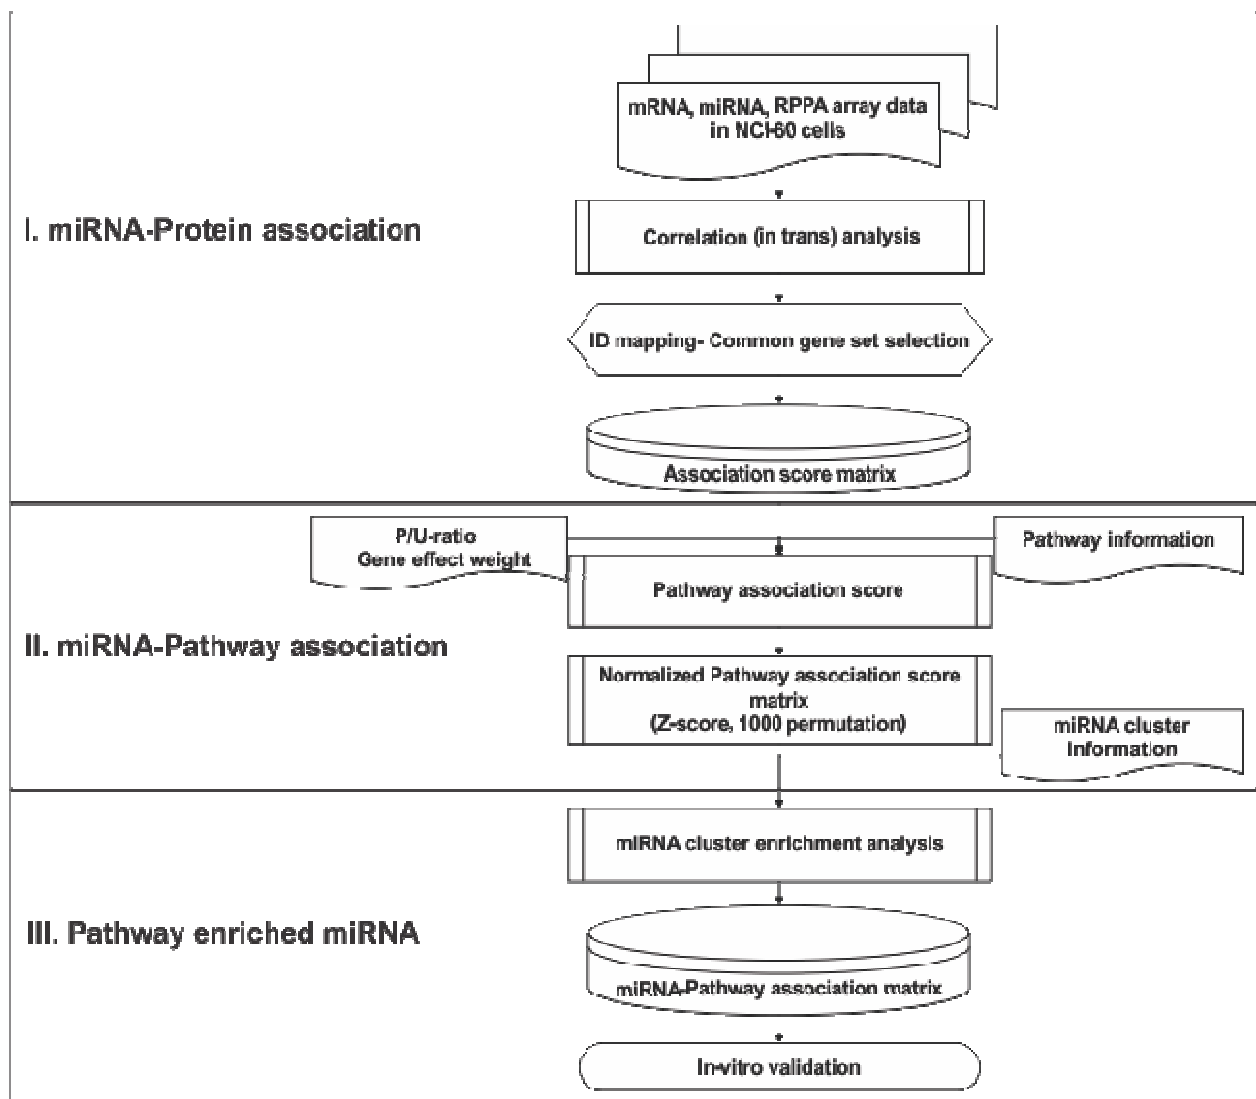 mRNA, miRNA, RPPA array data
in NCI-60 cells
I. miRNA-Protein association
Correlation (in trans) analysis
ID mapping- Common gene set selection
Association score matrix
P/U-ratio
Gene effect weight
Pathway information
Pathway association score
II. miRNA-Pathway association
Normalized Pathway association score
matrix
(Z-score, 1000 permutation)
miRNA cluster
Information
miRNA cluster enrichment analysis
III. Pathway enriched miRNA
miRNA-Pathway association matrix
In-vitro validation